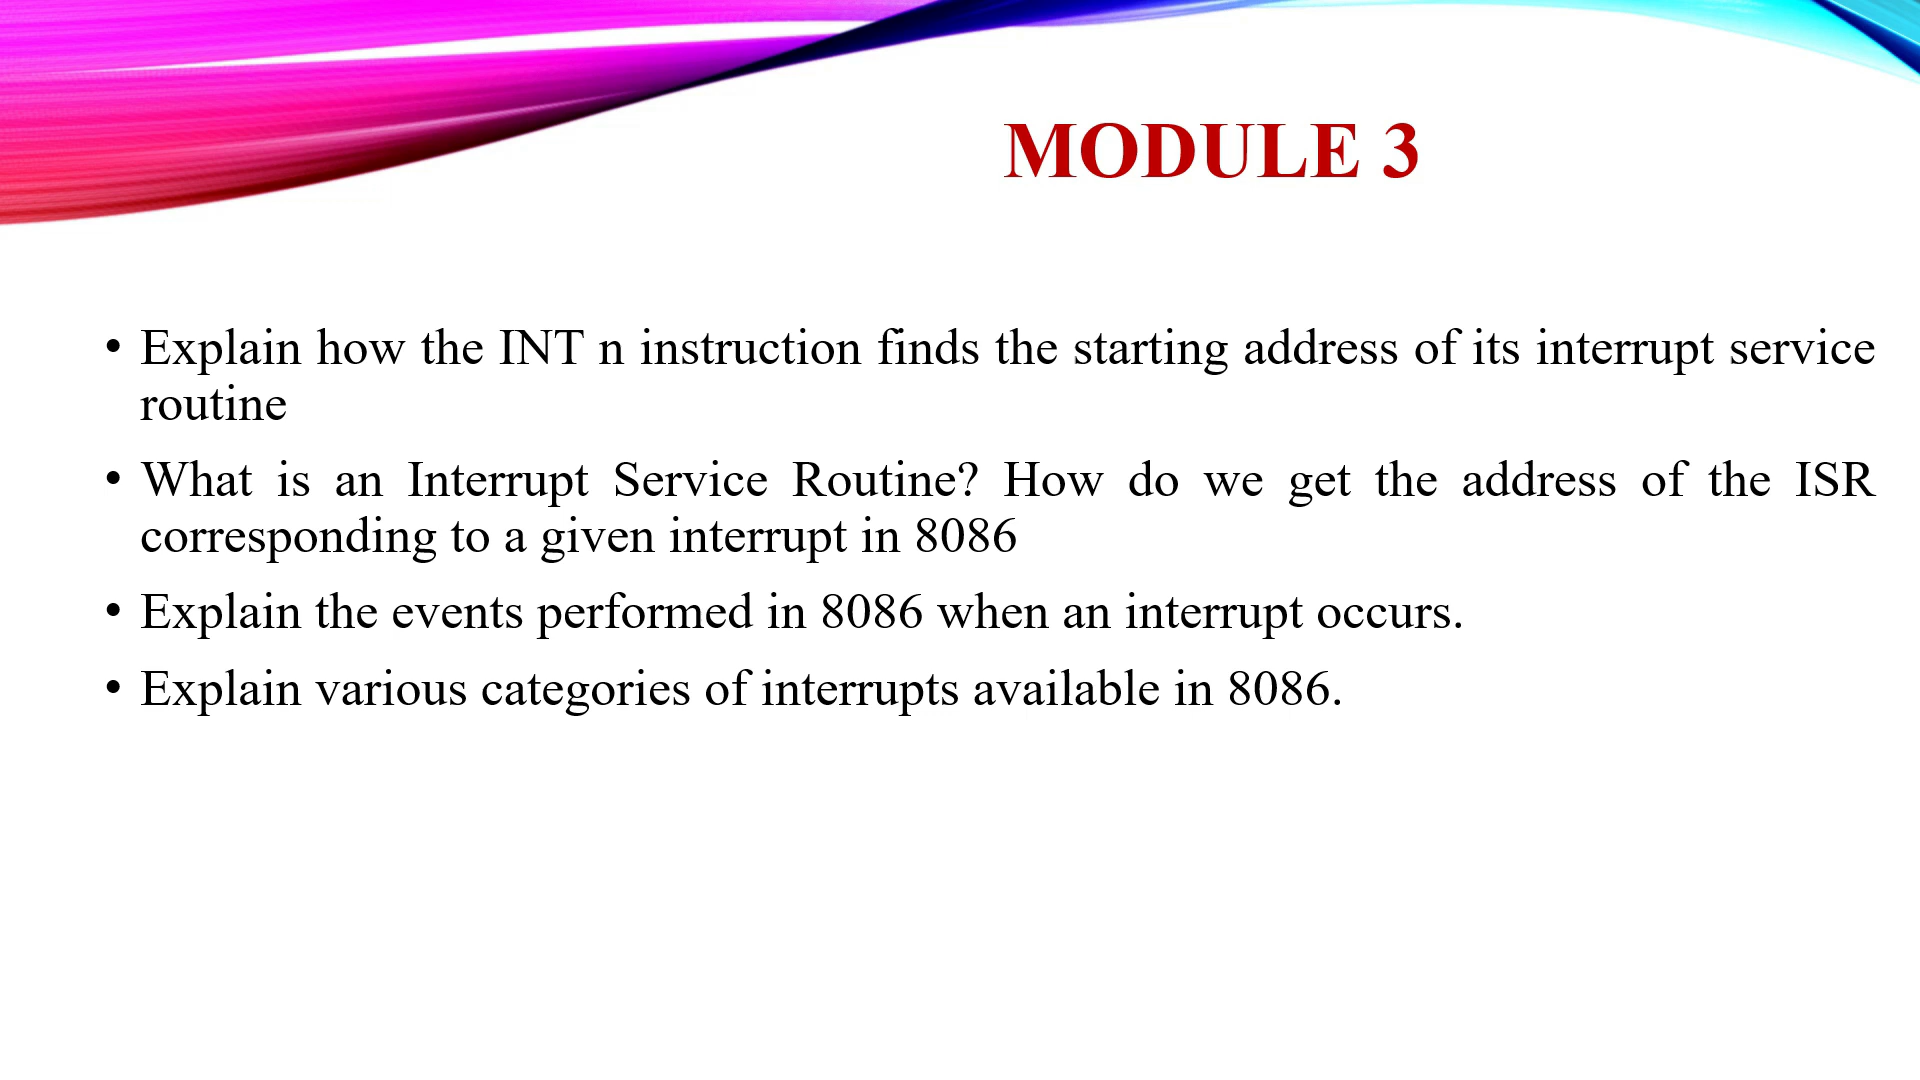 MODULE 3
• Explain how the INT n instruction finds the starting address of its interrupt service
routine
• What is an Interrupt Service Routine? How do we get the address of the ISR
corresponding to a given interrupt in 8086
• Explain the events performed in 8086 when an interrupt occurs.
• Explain various categories of interrupts available in 8086.